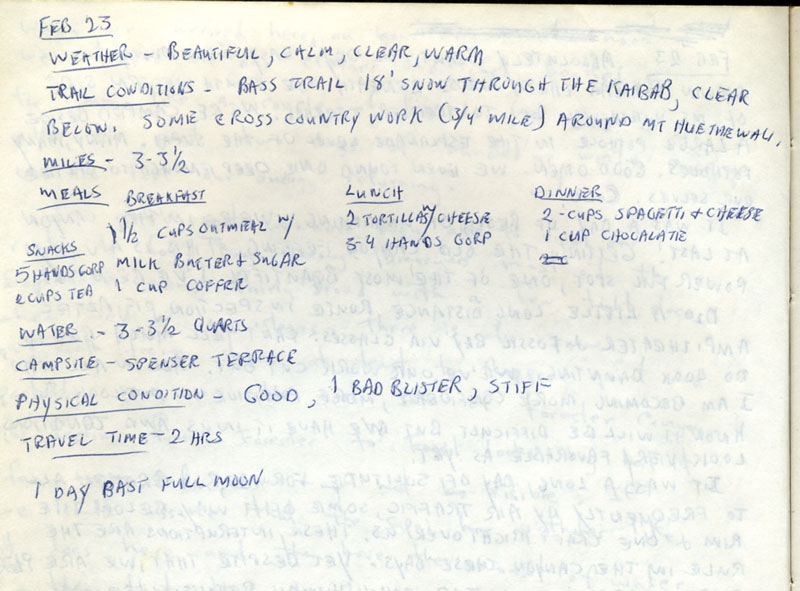 FEB 23
WEATHER - BEAUTIFUL, CALM, CLEAR, WARM
TRAIL CONDITIONS - BASS TRAIL 18" SNOW THROUGH THE KAIBAB, CLEAR
BELOW. SOME CROSS COUNTRY WORK (3/4 MILE) AROUND MT HUETHEWALI,
MILES - 3-3½
MEALS BREAKFAST LUNCH DINNER
1½ CUPS OATMEAL W/ 2 TORTILLAS W/ CHEESE 2-CUPS SPAGETTI & CHEESE
SNACKS 3-4 HANDS GORP 1 CUP CHOCALATE
5 HANDS GORP MILK BUTTER & SUGAR
2 CUPS TEA 1 CUP COFFEE
WATER - 3-3½ QUARTS
CAMPSITE - SPENSER TERRACE
PHYSICAL CONDITION - GOOD, 1 BAD BLISTER, STIFF
TRAVEL TIME - 2 HRS
1 DAY PAST FULL MOON